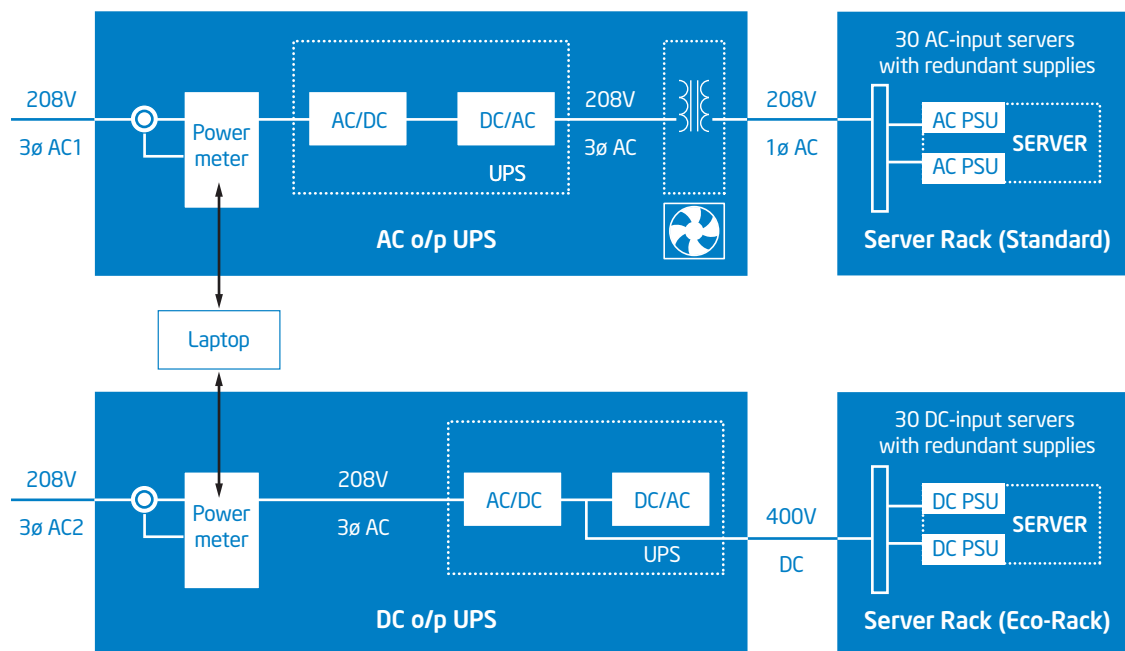 30 AC-input servers
with redundant supplies
208V
3ø AC1
Power
meter
AC/DC
DC/AC
UPS
208V
3ø AC
208V
1ø AC
AC PSU
SERVER
AC PSU
AC o/p UPS
Server Rack (Standard)
Laptop
30 DC-input servers
with redundant supplies
208V
3ø AC2
Power
meter
208V
3ø AC
AC/DC
DC/AC
UPS
400V
DC
DC PSU
SERVER
DC PSU
DC o/p UPS
Server Rack (Eco-Rack)